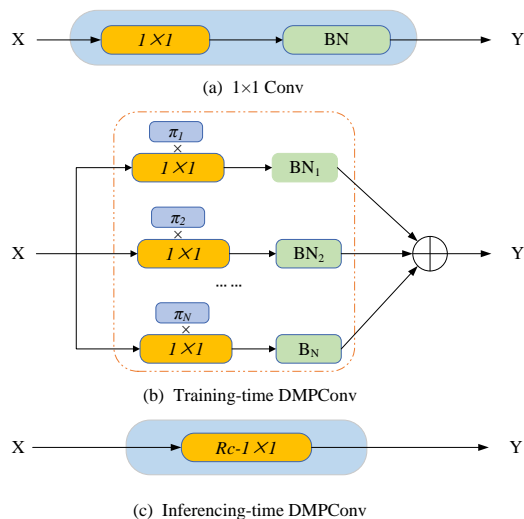 X 1×1 BN Y
(a) 1×1 Conv
π1
×
1×1 BN1
π2
×
X 1×1 BN2 Y
... ...
πN
×
1×1 BN
(b) Training-time DMPConv
X Rc-1×1 Y
(c) Inferencing-time DMPConv